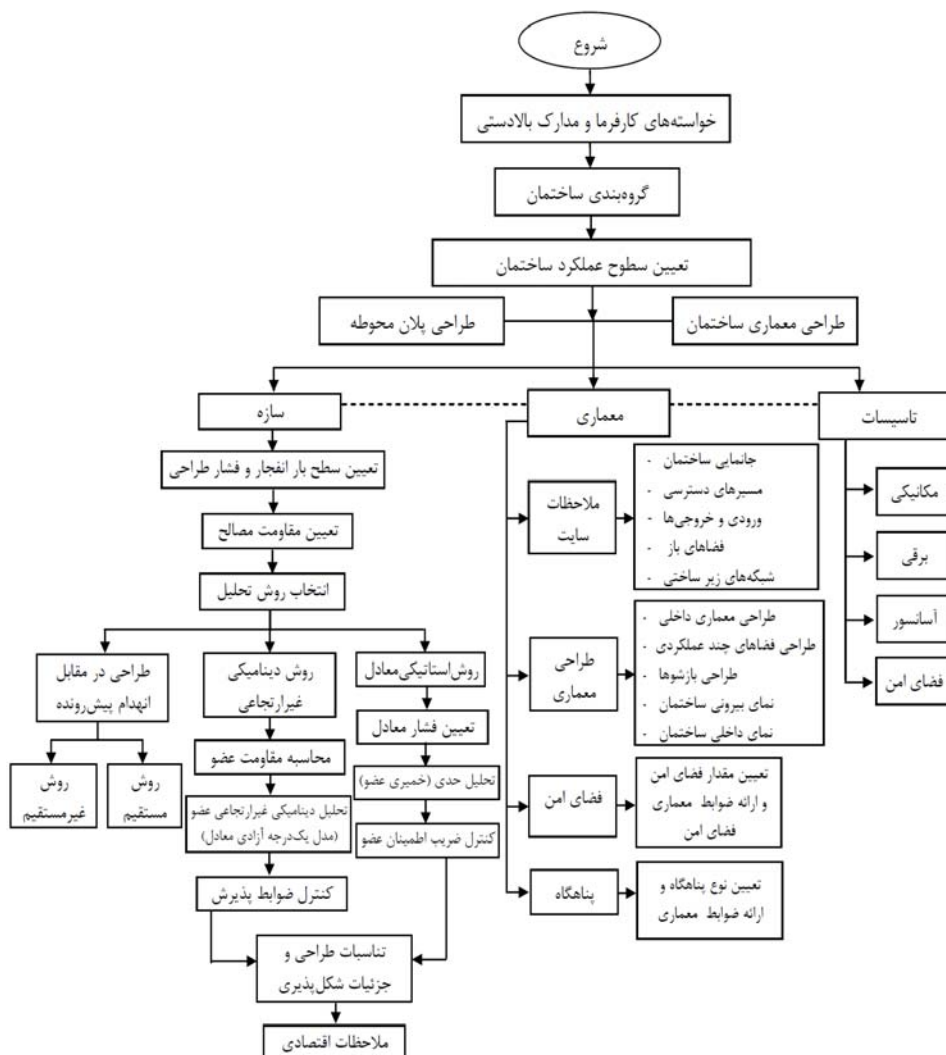 شروع
خواسته‌های کارفرما و مدارک بالادستی
گروه‌بندی ساختمان
تعیین سطوح عملکرد ساختمان
طراحی معماری ساختمان
طراحی پلان محوطه
تاسیسات
معماری
سازه
مکانیکی
برقی
آسانسور
فضای امن
ملاحظات
سایت
- جانمایی ساختمان
- مسیرهای دسترسی
- ورودی و خروجی‌ها
- فضاهای باز
- شبکه‌های زیر ساختی
طراحی
معماری
- طراحی معماری داخلی
- طراحی فضاهای چند عملکردی
- طراحی بازشوها
- نمای بیرونی ساختمان
- نمای داخلی ساختمان
فضای امن
تعیین مقدار فضای امن
و ارائه ضوابط معماری
فضای امن
پناهگاه
تعیین نوع پناهگاه و
ارائه ضوابط معماری
تعیین سطح بار انفجار و فشار طراحی
تعیین مقاومت مصالح
انتخاب روش تحلیل
روش‌استاتیکی‌معادل
تعیین فشار معادل
تحلیل حدی (خمیری عضو)
کنترل ضریب اطمینان عضو
روش دینامیکی
غیرارتجاعی
محاسبه مقاومت عضو
تحلیل دینامیکی غیرارتجاعی عضو
(مدل یک‌درجه آزادی معادل)
کنترل ضوابط پذیرش
طراحی در مقابل
انهدام پیش‌رونده
روش
مستقیم
روش
غیرمستقیم
تناسبات طراحی و
جزئیات شکل‌پذیری
ملاحظات اقتصادی